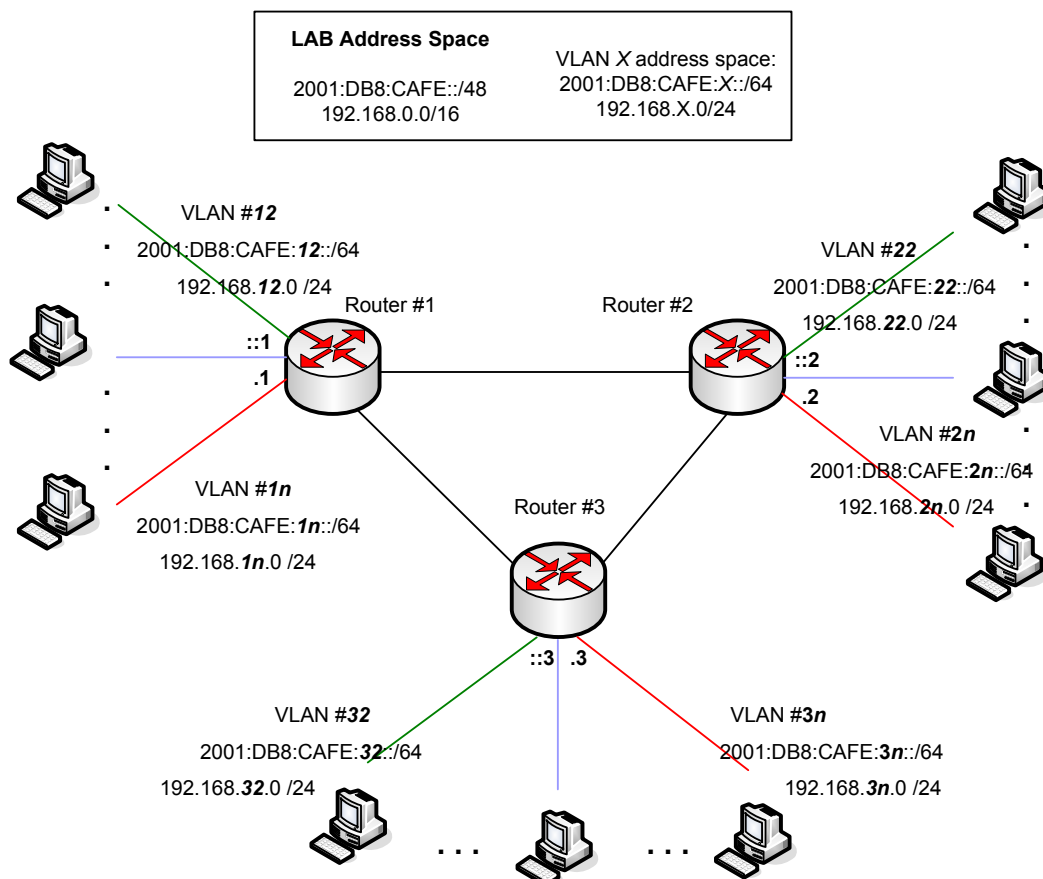 LAB Address Space
2001:DB8:CAFE::/48
192.168.0.0/16
VLAN X address space:
2001:DB8:CAFE:X::/64
192.168.X.0/24
VLAN #12
2001:DB8:CAFE:12::/64
192.168.12.0 /24
Router #1
::1
.1
VLAN #1n
2001:DB8:CAFE:1n::/64
192.168.1n.0 /24
Router #2
VLAN #22
2001:DB8:CAFE:22::/64
192.168.22.0 /24
::2
.2
VLAN #2n
2001:DB8:CAFE:2n::/64
192.168.2n.0 /24
Router #3
::3 .3
VLAN #32
2001:DB8:CAFE:32::/64
192.168.32.0 /24
VLAN #3n
2001:DB8:CAFE:3n::/64
192.168.3n.0 /24
. . .
. . .